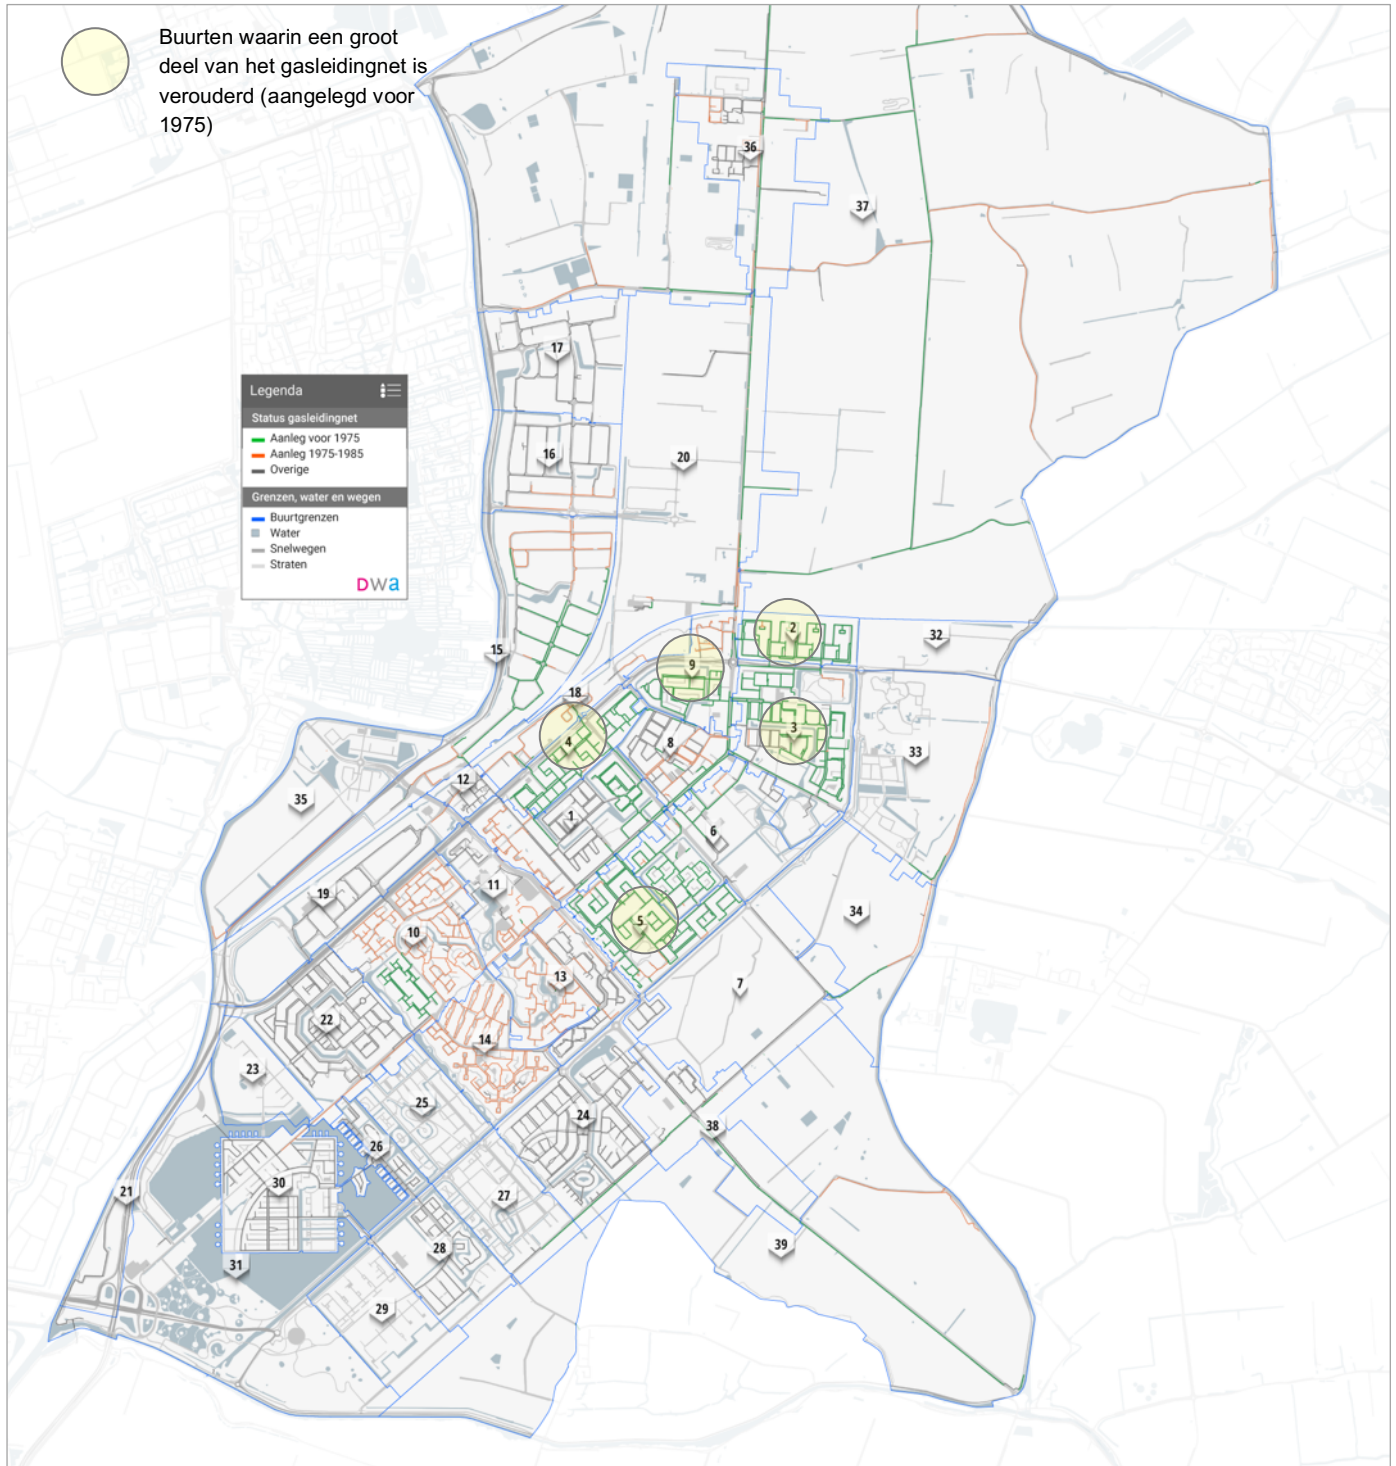 Buurten waarin een groot
deel van het gasleidingnet is
verouderd (aangelegd voor
1975)
36
37
17
Legenda
Status gasleidingnet
Aanleg voor 1975
Aanleg 1975-1985
Overige
Grenzen, water en wegen
Buurtgrenzen
Water
Snelwegen
Straten
DWa
16
20
2
32
15
9
18
3
4
8
33
12
35
1
6
11
19
34
5
10
13
7
22
14
23
25
24
38
26
30
21
27
39
28
31
29